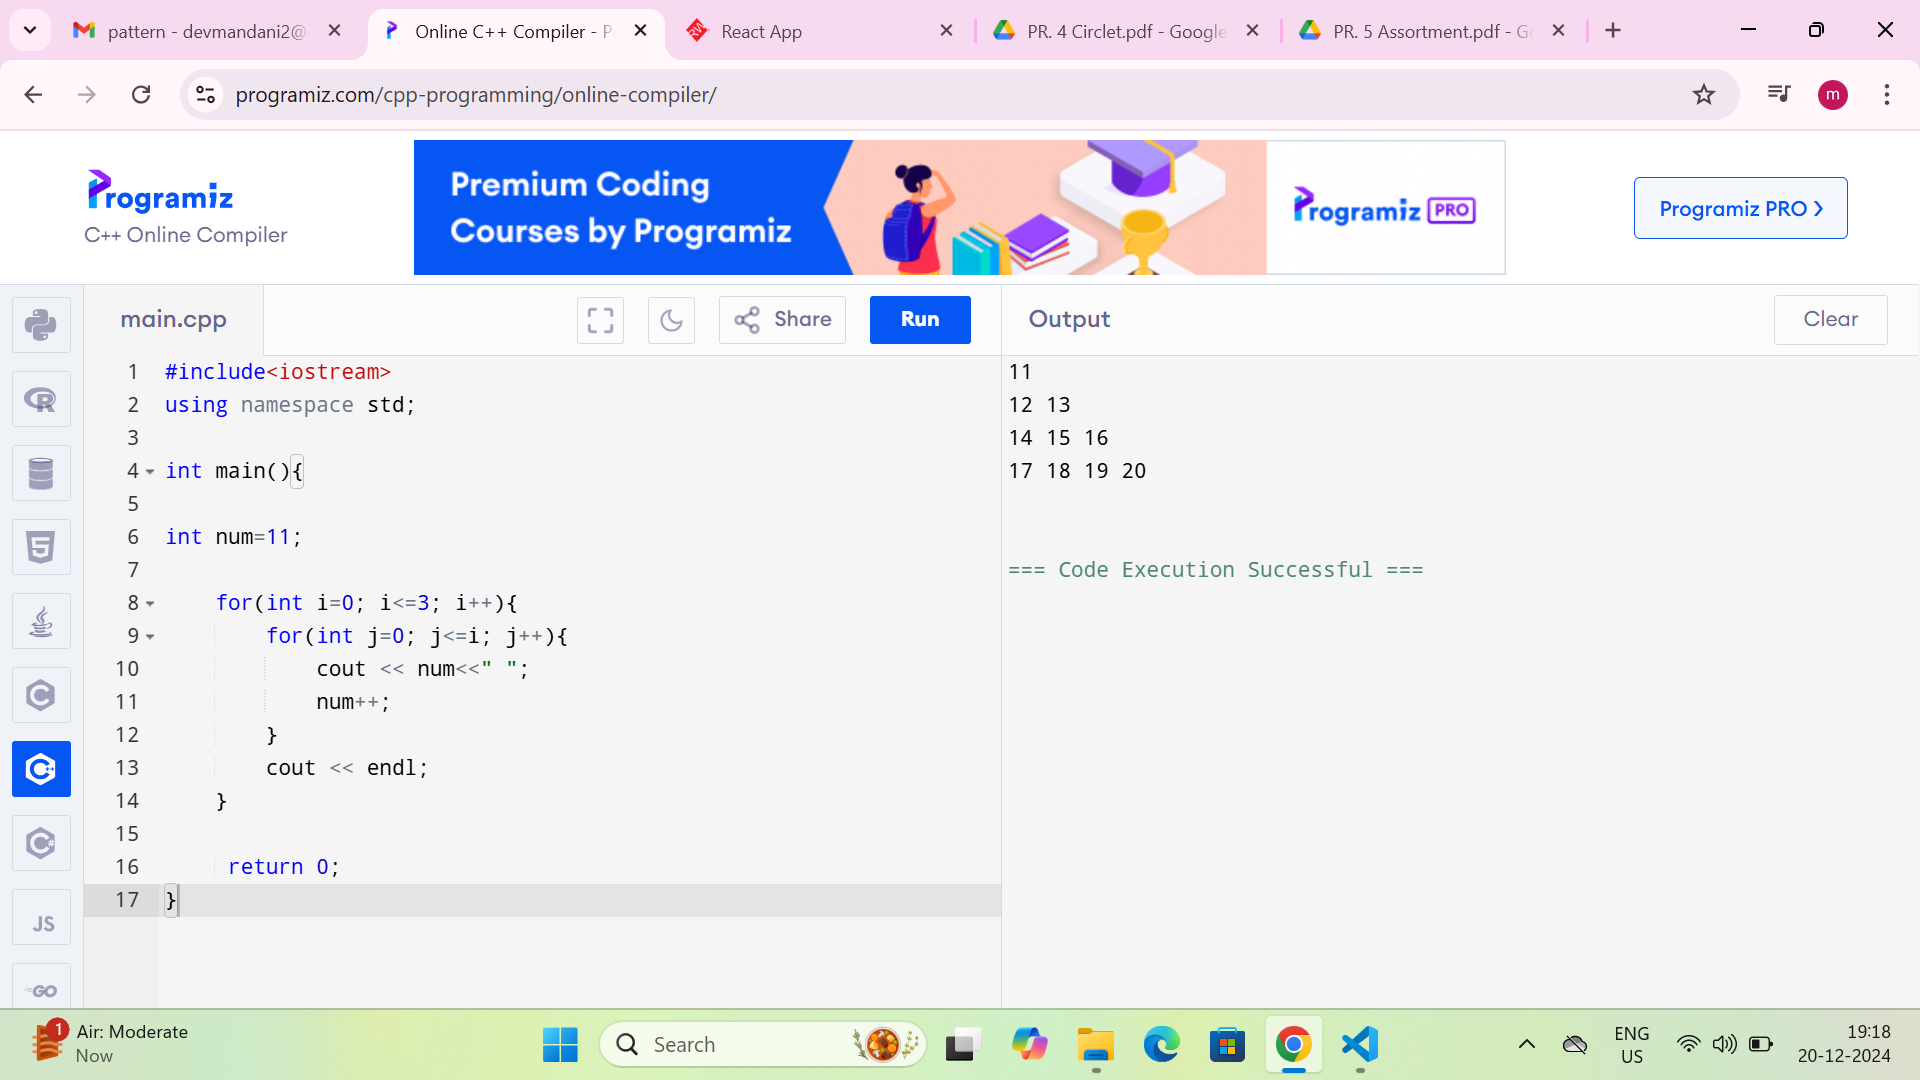 pattern - devmandani2@
Online C++ Compiler - P
React App
PR. 4 Circlet.pdf - Google
PR. 5 Assortment.pdf - Go
programiz.com/cpp-programming/online-compiler/
m
Programiz
C++ Online Compiler
Premium Coding
Courses by Programiz
Programiz PRO
Programiz PRO ❯
main.cpp
Share
Run
Output
Clear
1 #include<iostream>
2 using namespace std;
3
4 int main(){
5
6 int num=11;
7
8     for(int i=0; i<=3; i++){
9         for(int j=0; j<=i; j++){
10             cout << num<<" ";
11             num++;
12         }
13         cout << endl;
14     }
15
16      return 0;
17 }
11
12 13
14 15 16
17 18 19 20
=== Code Execution Successful ===
R
5
C
C++
C#
JS
GO
1
Air: Moderate
Now
Search
ENG
US
19:18
20-12-2024